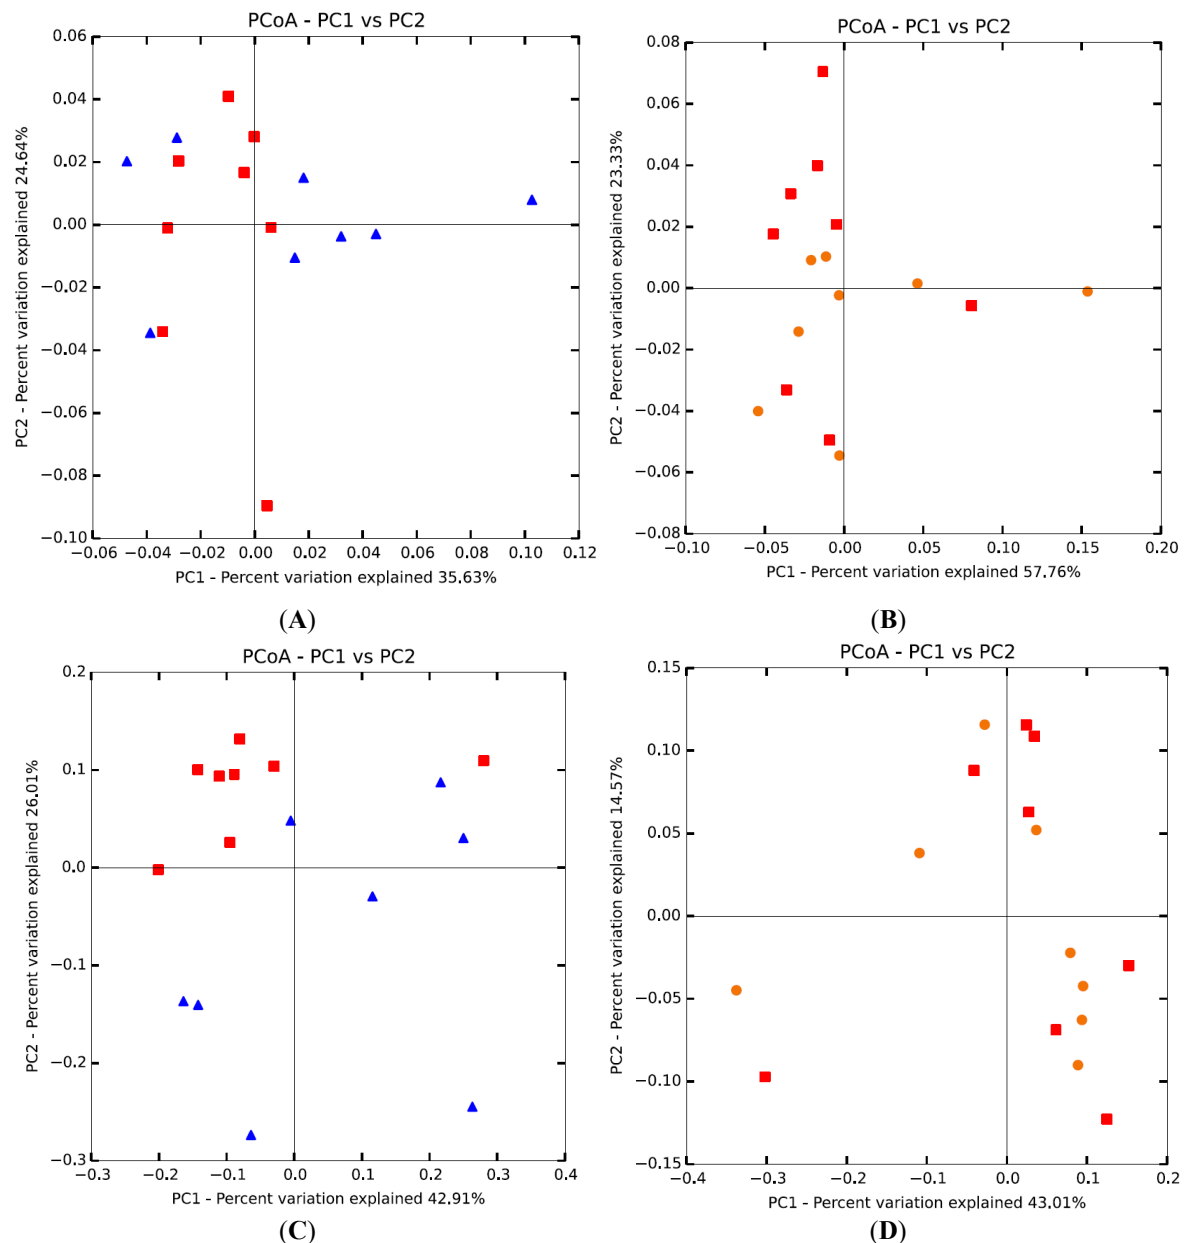 PCoA - PC1 vs PC2
0.06
0.04
0.02
0.00
−0.02
−0.04
−0.06
−0.08
−0.10
PC2 - Percent variation explained 24.64%
−0.06 −0.04 −0.02 0.00 0.02 0.04 0.06 0.08 0.10 0.12
PC1 - Percent variation explained 35.63%
(A)
PCoA - PC1 vs PC2
0.08
0.06
0.04
0.02
0.00
−0.02
−0.04
−0.06
−0.08
PC2 - Percent variation explained 23.33%
−0.10 −0.05 0.00 0.05 0.10 0.15 0.20
PC1 - Percent variation explained 57.76%
(B)
PCoA - PC1 vs PC2
0.2
0.1
0.0
−0.1
−0.2
−0.3
PC2 - Percent variation explained 26.01%
−0.3 −0.2 −0.1 0.0 0.1 0.2 0.3 0.4
PC1 - Percent variation explained 42.91%
(C)
PCoA - PC1 vs PC2
0.15
0.10
0.05
0.00
−0.05
−0.10
−0.15
PC2 - Percent variation explained 14.57%
−0.4 −0.3 −0.2 −0.1 0.0 0.1 0.2
PC1 - Percent variation explained 43.01%
(D)